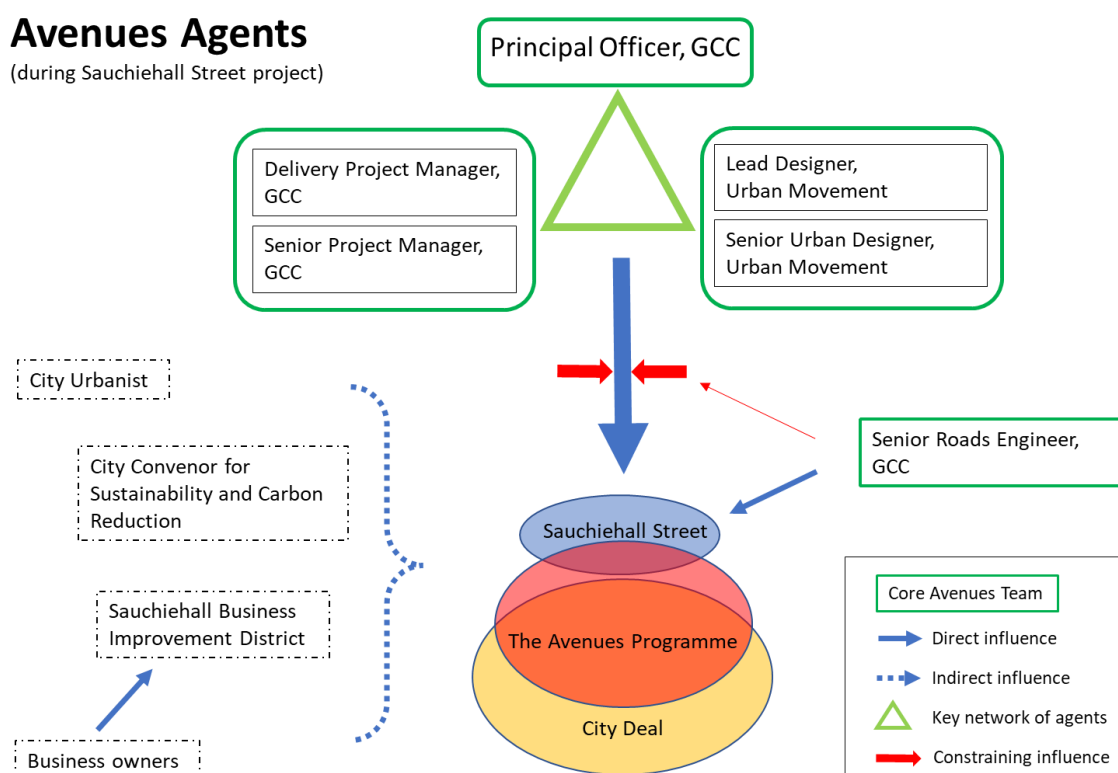 Avenues Agents
(during Sauchiehall Street project)
Principal Officer, GCC
Delivery Project Manager,
GCC
Senior Project Manager,
GCC
Lead Designer,
Urban Movement
Senior Urban Designer,
Urban Movement
City Urbanist
City Convenor for
Sustainability and Carbon
Reduction
Sauchiehall Business
Improvement District
Business owners
Senior Roads Engineer,
GCC
Sauchiehall Street
The Avenues Programme
City Deal
Core Avenues Team
Direct influence
Indirect influence
Key network of agents
Constraining influence